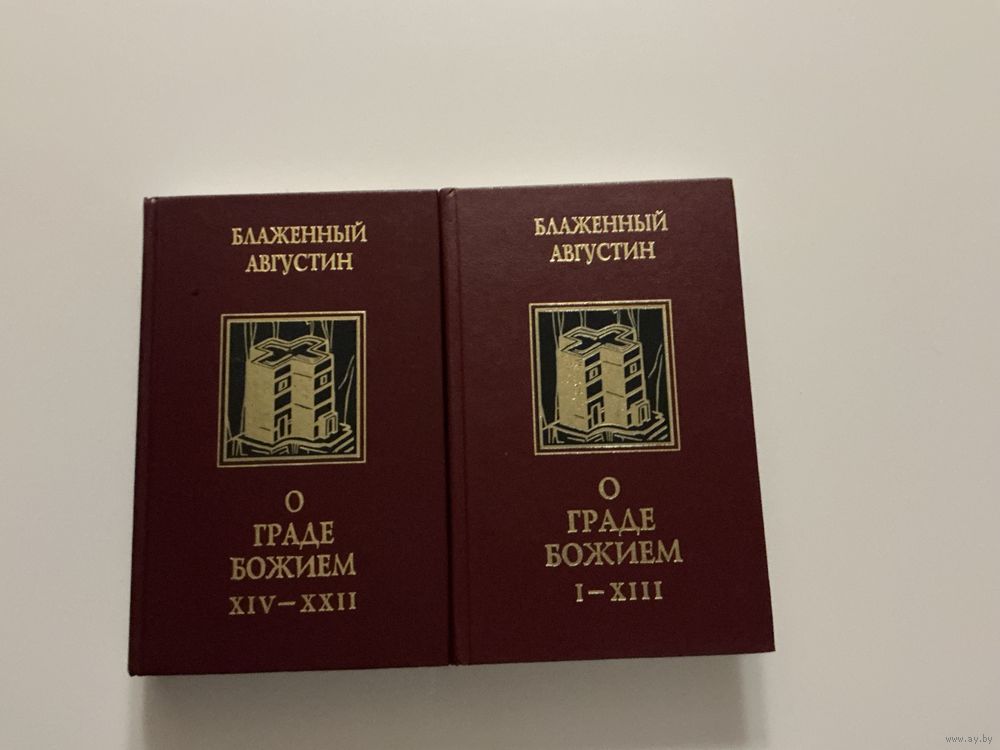 БЛАЖЕННЫЙ
АВГУСТИН
О
ГРАДЕ
БОЖИЕМ
XIV—XXII
БЛАЖЕННЫЙ
АВГУСТИН
О
ГРАДЕ
БОЖИЕМ
I—XIII
www.ay.by